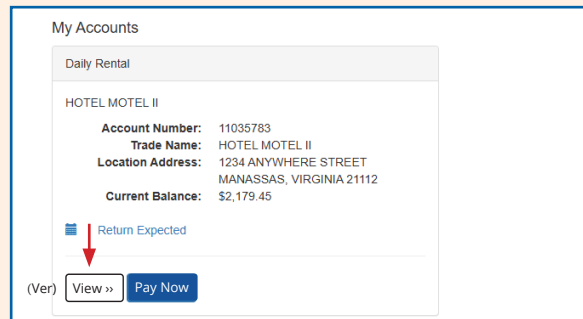 My Accounts
Daily Rental
HOTEL MOTEL II
Account Number: 11035783
Trade Name: HOTEL MOTEL II
Location Address: 1234 ANYWHERE STREET
MANASSAS, VIRGINIA 21112
Current Balance: $2,179.45
Return Expected
(Ver) View ›› Pay Now